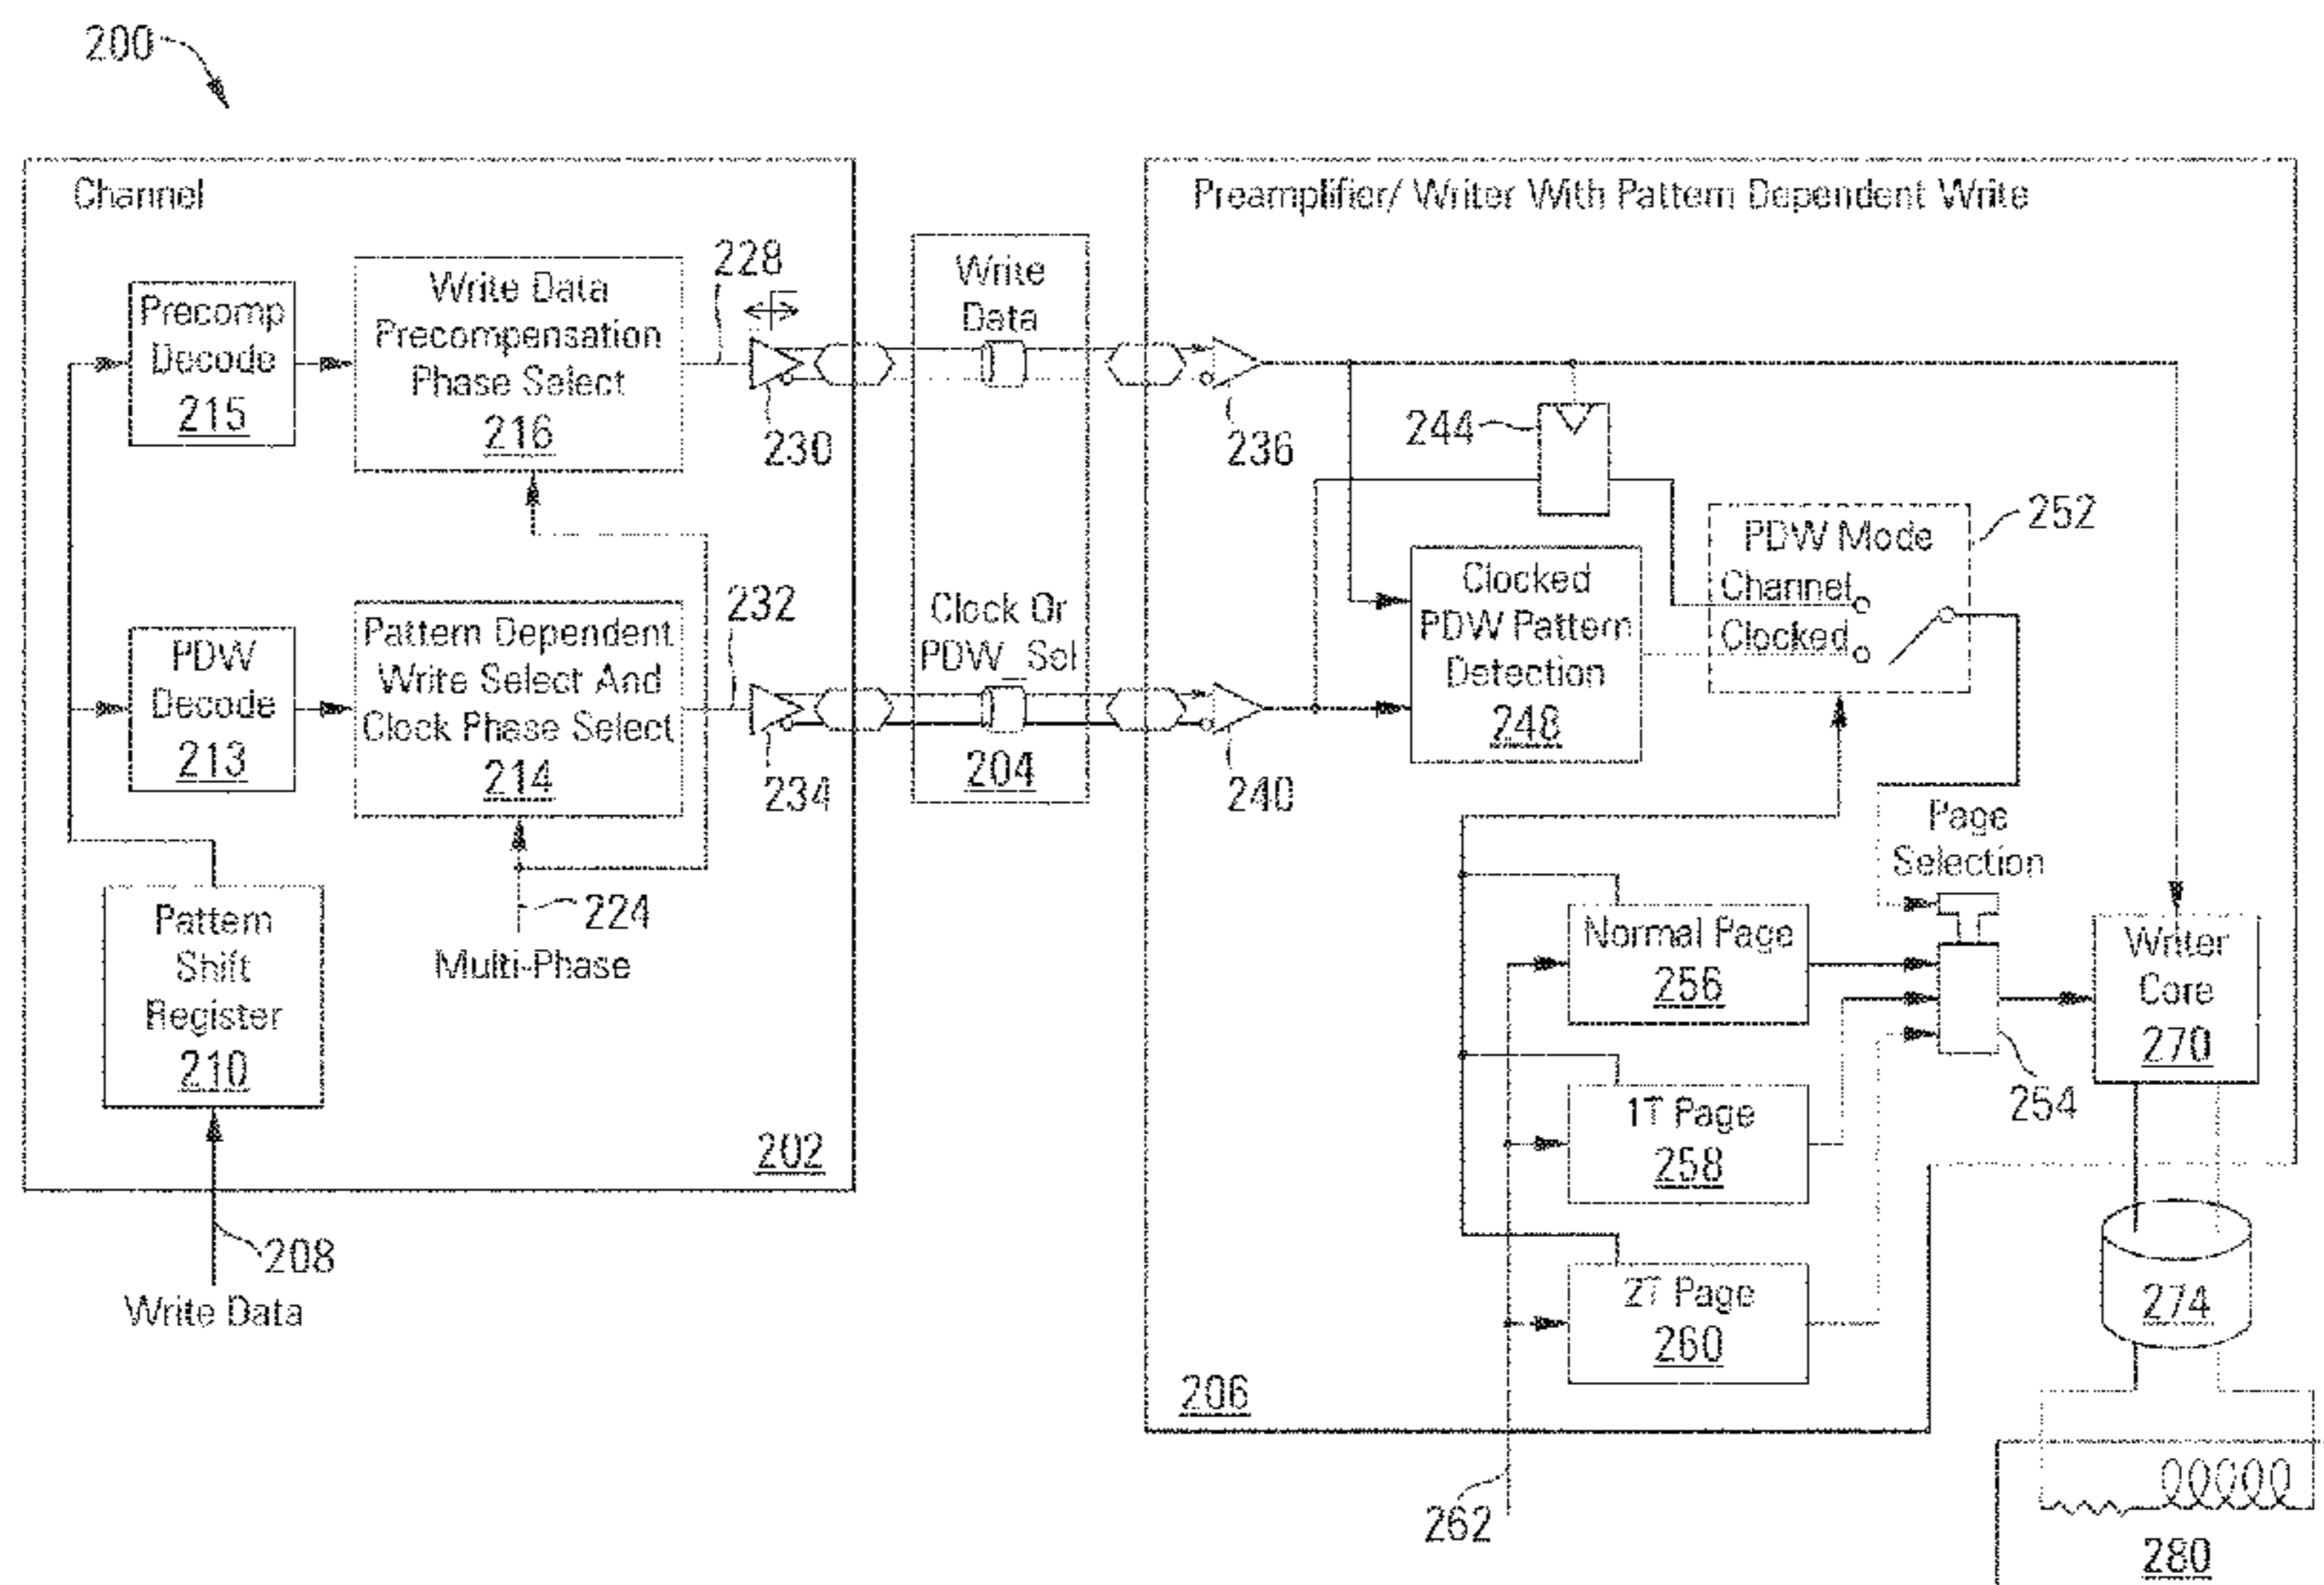 200
Channel
Preamplifier/ Writer With Pattern Dependent Write
Precomp
Decode
215
Write Data
Precompensation
Phase Select
216
228
230
Write
Data
236
244
PDW Mode
Channel
Clocked
252
PDW
Decode
213
Pattern Dependent
Write Select And
Clock Phase Select
214
232
234
Clock Or
PDW_Sel
204
240
Clocked
PDW Pattern
Detection
248
Page
Selection
Pattern
Shift
Register
210
224
Multi-Phase
Normal Page
256
1T Page
258
2T Page
260
254
Writer
Core
270
202
208
Write Data
206
262
274
280